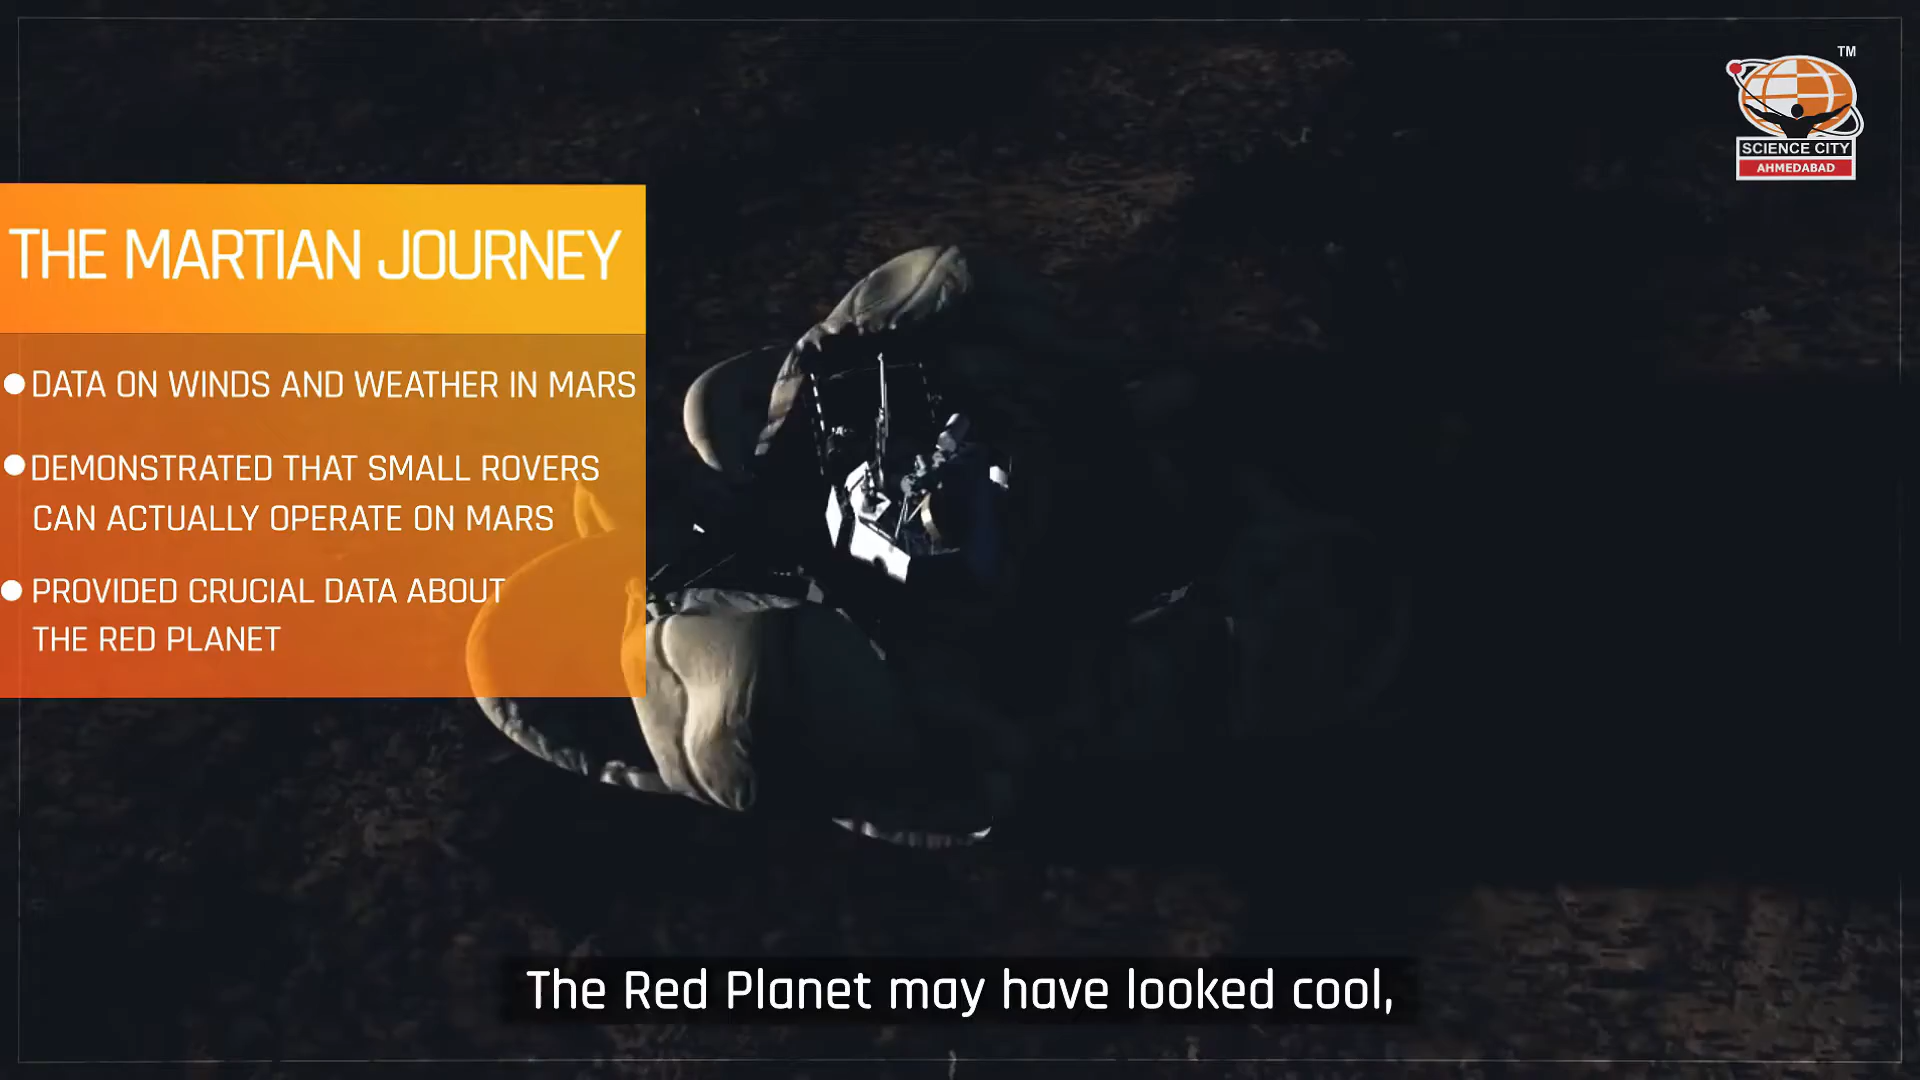 TM
SCIENCE CITY
AHMEDABAD
THE MARTIAN JOURNEY
DATA ON WINDS AND WEATHER IN MARS
DEMONSTRATED THAT SMALL ROVERS
CAN ACTUALLY OPERATE ON MARS
PROVIDED CRUCIAL DATA ABOUT
THE RED PLANET
The Red Planet may have looked cool,